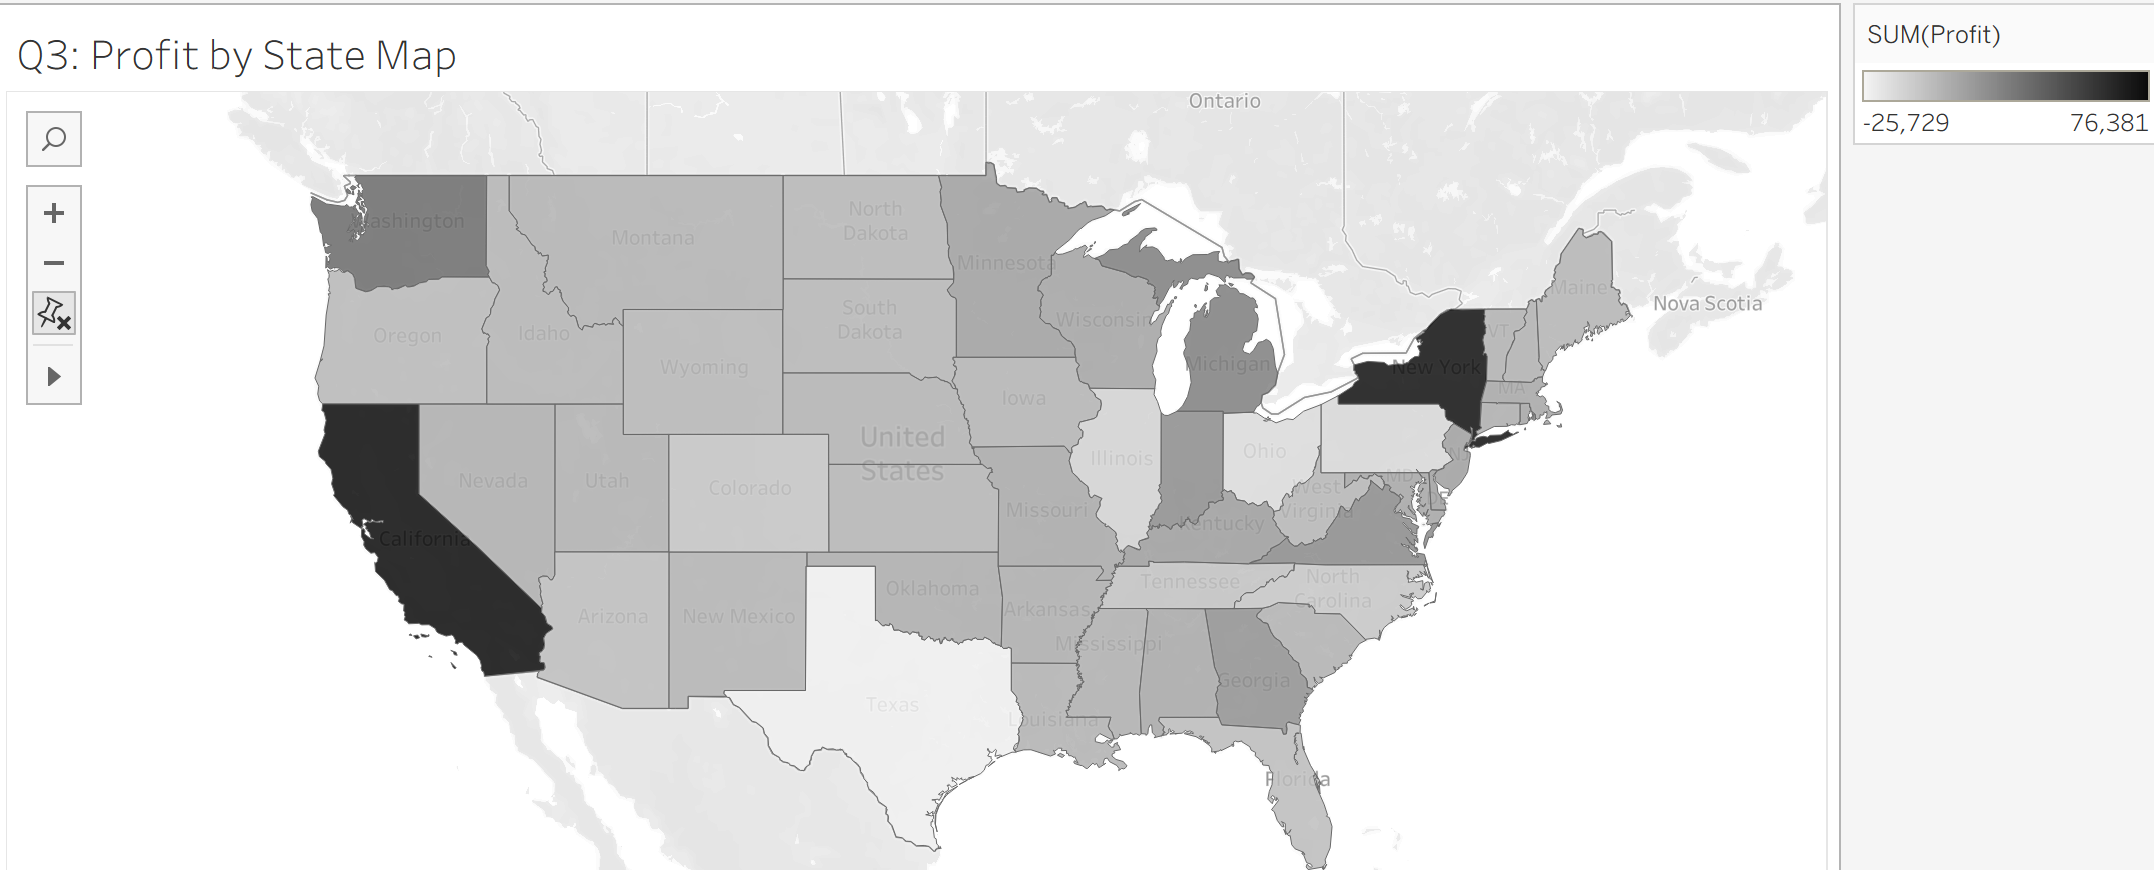 Q3: Profit by State Map
SUM(Profit)
-25,729
76,381
Ontario
Washington
Montana
North
Dakota
Minnesota
Oregon
Idaho
South
Dakota
Wisconsin
Maine
Nova Scotia
VT
Wyoming
Michigan
New York
MA
Iowa
United
States
Nevada
Utah
Colorado
Illinois
Ohio
NJ
MD
DE
West
Virginia
Missouri
Kentucky
California
Tennessee
North
Carolina
Arizona
New Mexico
Oklahoma
Arkansas
Mississippi
Georgia
Texas
Louisiana
Florida